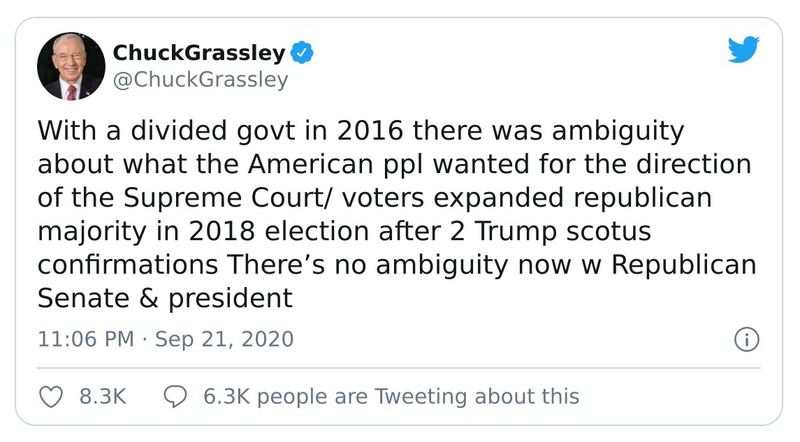 ChuckGrassley
@ChuckGrassley
With a divided govt in 2016 there was ambiguity
about what the American ppl wanted for the direction
of the Supreme Court/ voters expanded republican
majority in 2018 election after 2 Trump scotus
confirmations There’s no ambiguity now w Republican
Senate & president
11:06 PM · Sep 21, 2020
8.3K 6.3K people are Tweeting about this